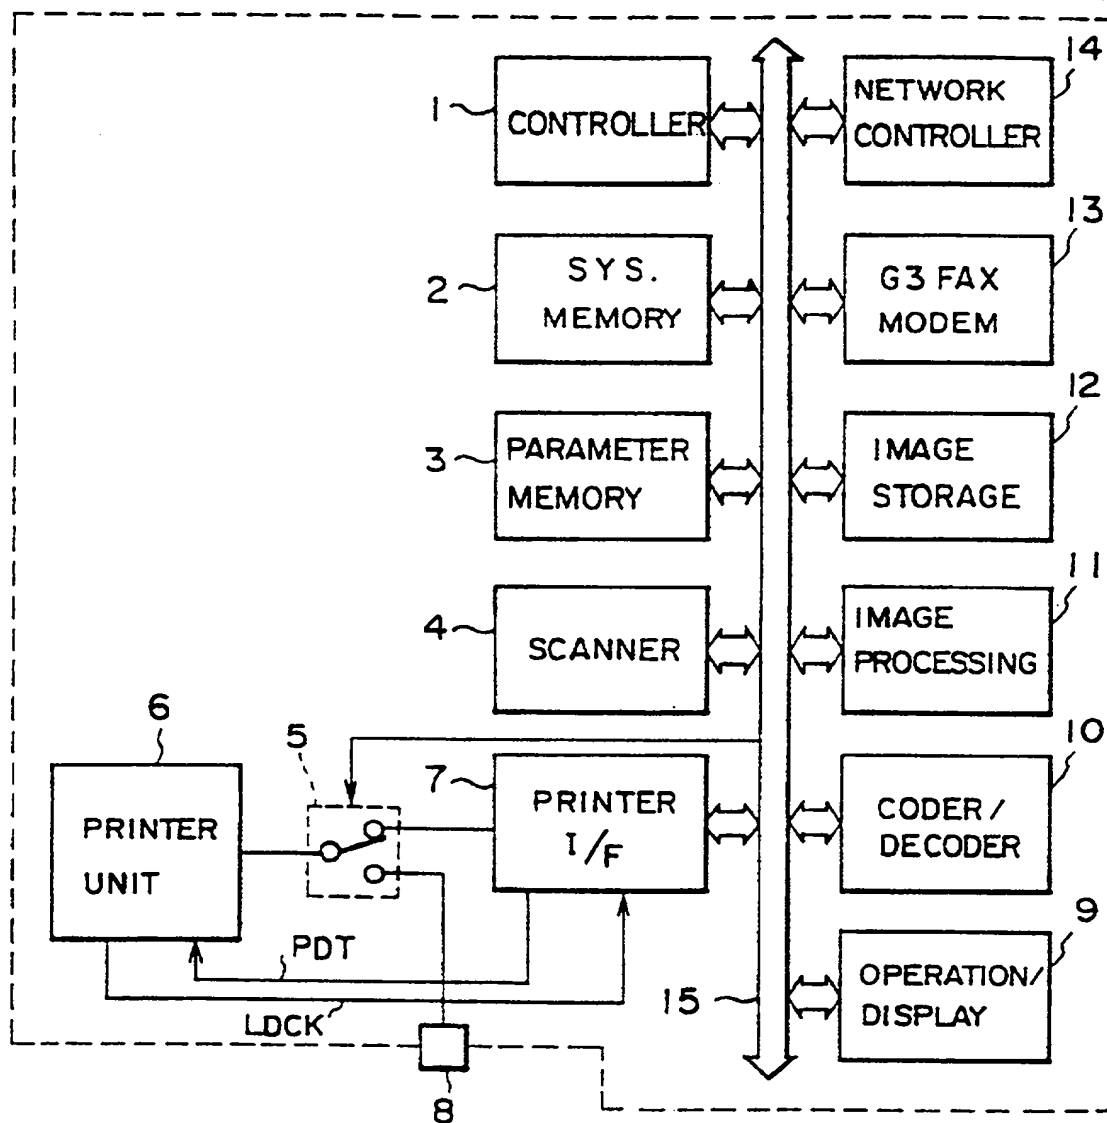 1
CONTROLLER
14
NETWORK
CONTROLLER
2
SYS.
MEMORY
13
G3 FAX
MODEM
3
PARAMETER
MEMORY
12
IMAGE
STORAGE
4
SCANNER
11
IMAGE
PROCESSING
6
PRINTER
UNIT
5
7
PRINTER
I/F
10
CODER/
DECODER
PDT
LDCK
8
15
9
OPERATION/
DISPLAY